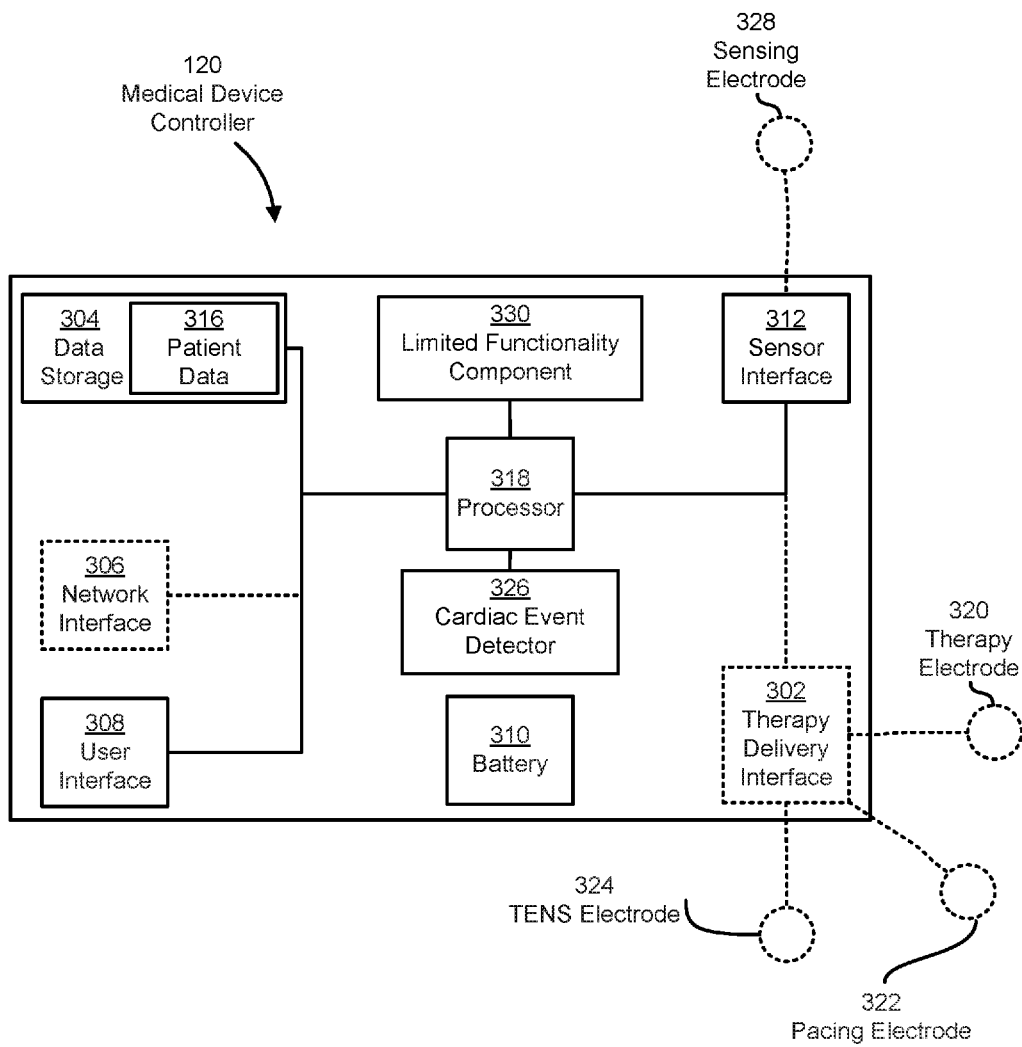 328
Sensing
Electrode
120
Medical Device
Controller
304
Data
Storage
316
Patient
Data
330
Limited Functionality
Component
312
Sensor
Interface
318
Processor
306
Network
Interface
326
Cardiac Event
Detector
320
Therapy
Electrode
308
User
Interface
310
Battery
302
Therapy
Delivery
Interface
324
TENS Electrode
322
Pacing Electrode